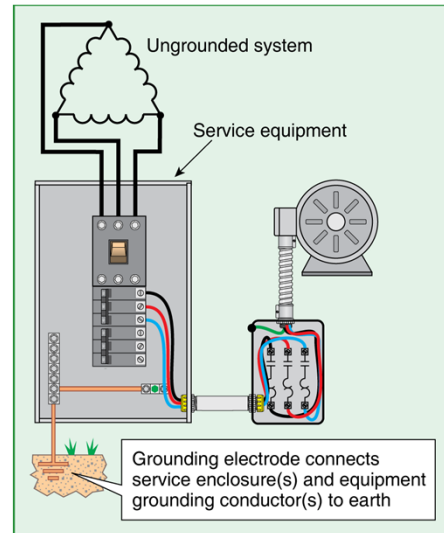 Ungrounded system
Service equipment
Grounding electrode connects
service enclosure(s) and equipment
grounding conductor(s) to earth